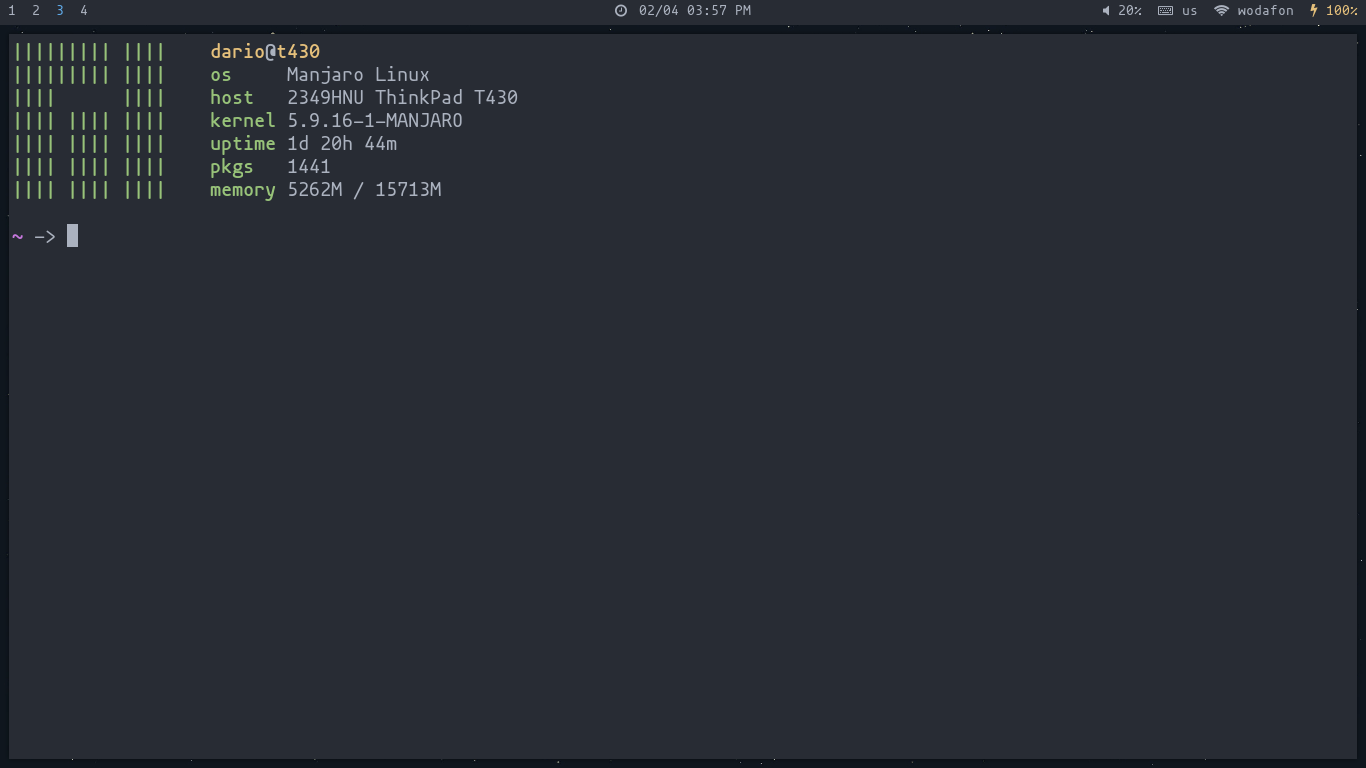 1 2 3 4 02/04 03:57 PM 20% us wodafon 100%
||||||||| |||| dario@t430
||||||||| |||| os Manjaro Linux
|||| |||| host 2349HNU ThinkPad T430
|||| |||| |||| kernel 5.9.16-1-MANJARO
|||| |||| |||| uptime 1d 20h 44m
|||| |||| |||| pkgs 1441
|||| |||| |||| memory 5262M / 15713M
~ ->